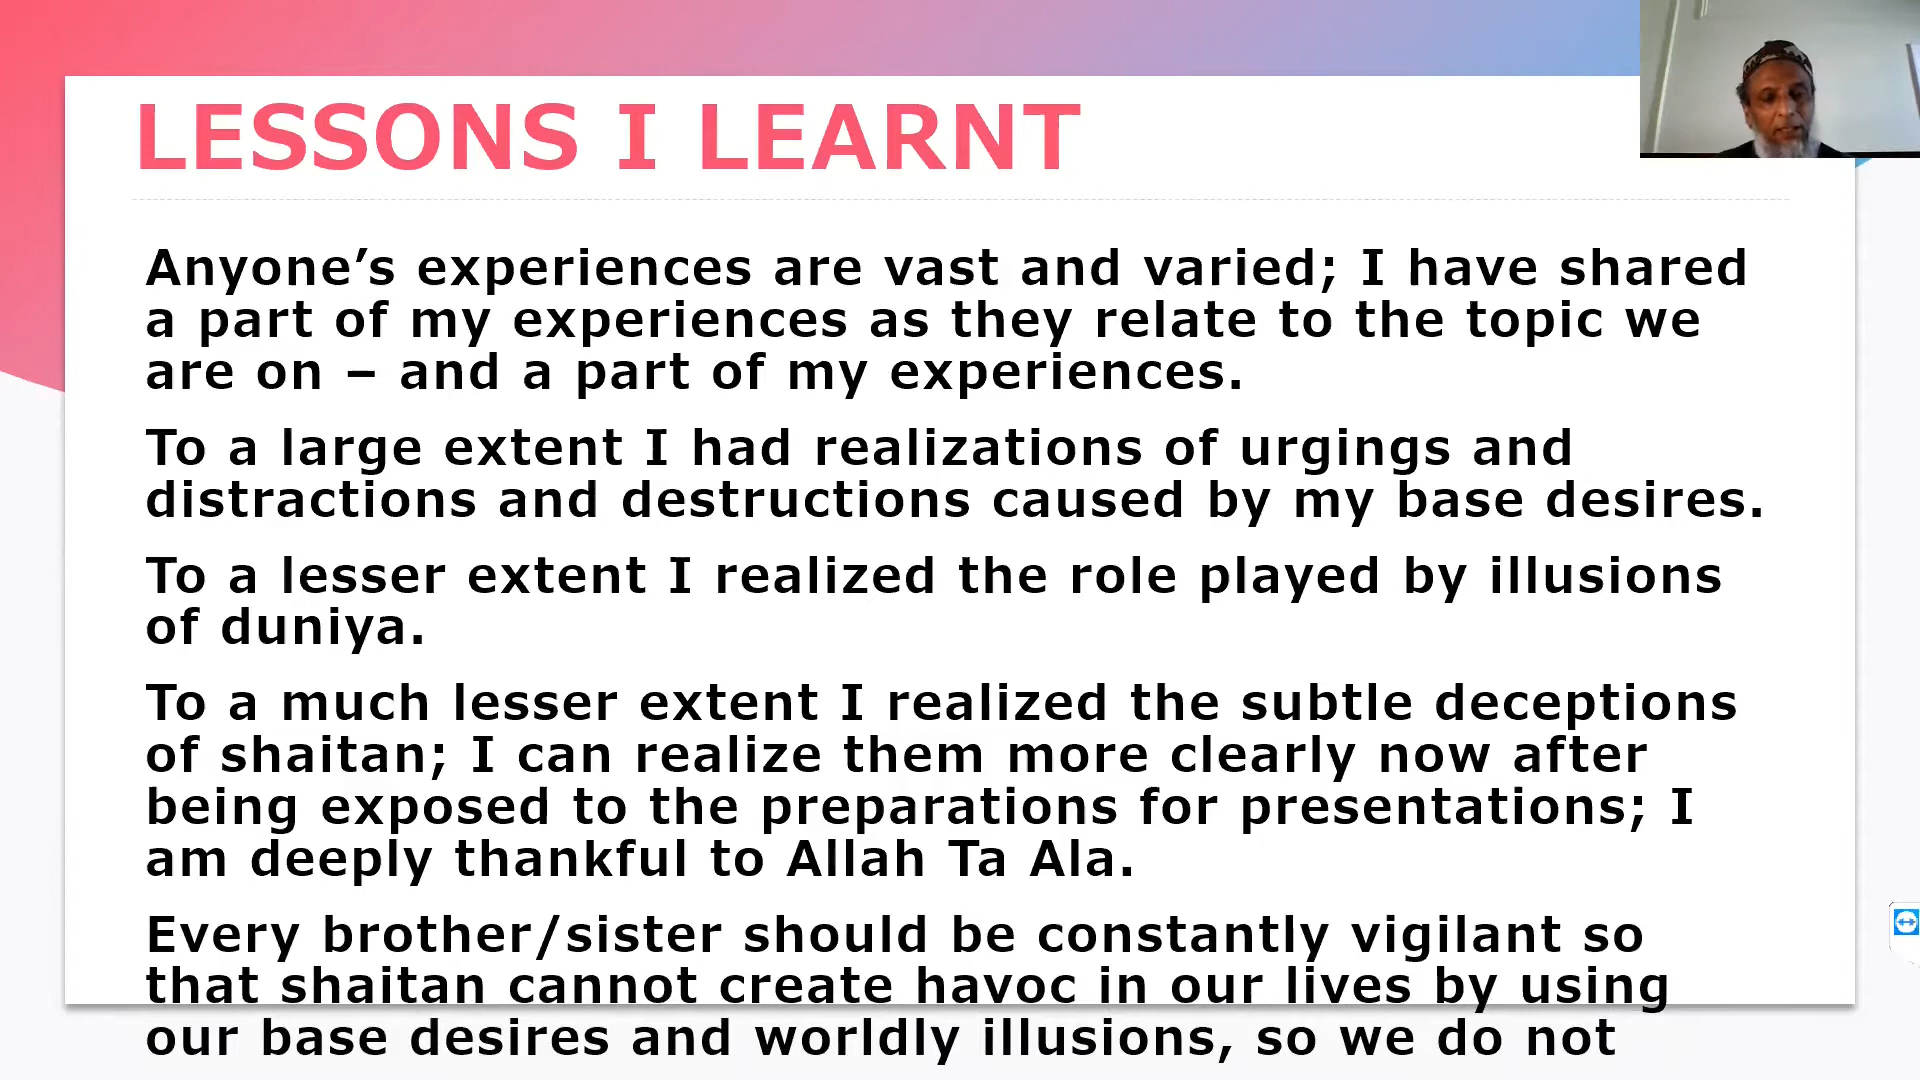 LESSONS I LEARNT
Anyone’s experiences are vast and varied; I have shared
a part of my experiences as they relate to the topic we
are on – and a part of my experiences.
To a large extent I had realizations of urgings and
distractions and destructions caused by my base desires.
To a lesser extent I realized the role played by illusions
of duniya.
To a much lesser extent I realized the subtle deceptions
of shaitan; I can realize them more clearly now after
being exposed to the preparations for presentations; I
am deeply thankful to Allah Ta Ala.
Every brother/sister should be constantly vigilant so
that shaitan cannot create havoc in our lives by using
our base desires and worldly illusions, so we do not